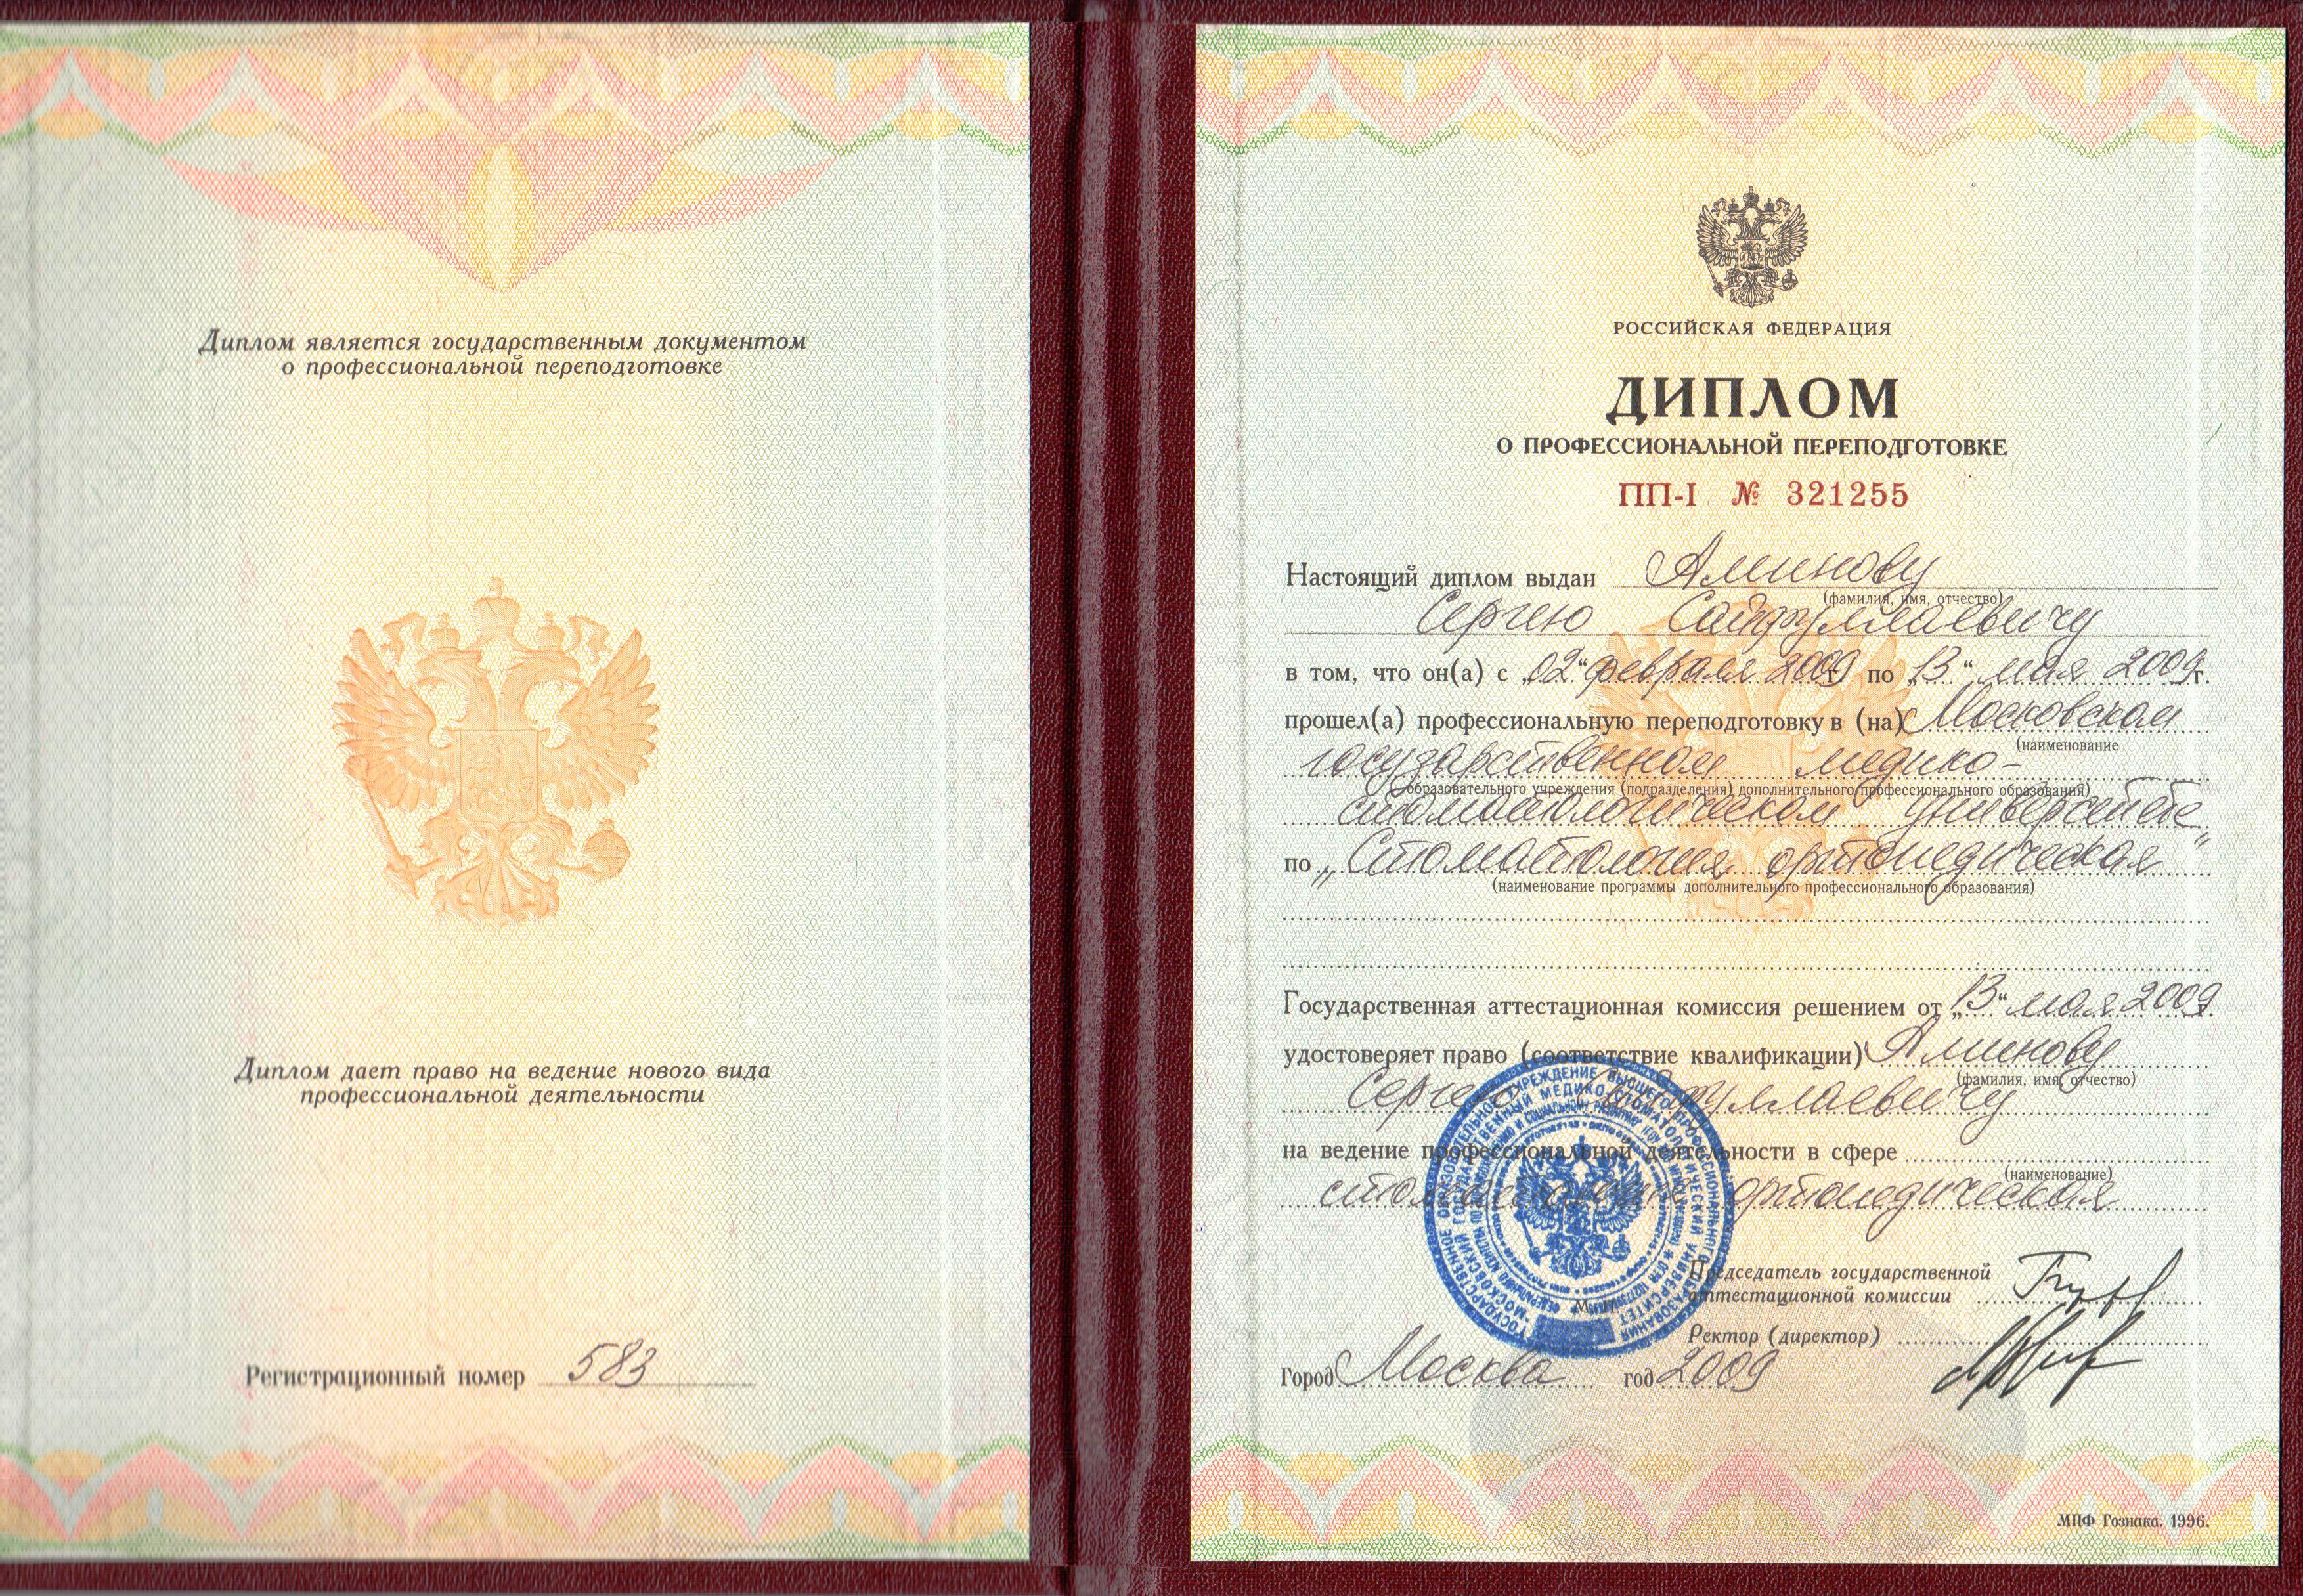 Диплом является государственным документом
о профессиональной переподготовке
Диплом дает право на ведение нового вида
профессиональной деятельности
Регистрационный номер 583
РОССИЙСКАЯ ФЕДЕРАЦИЯ
ДИПЛОМ
О ПРОФЕССИОНАЛЬНОЙ ПЕРЕПОДГОТОВКЕ
ПП-I № 321255
Настоящий диплом выдан Аминову
(фамилия, имя, отчество)
Сергею Сайфуллаевичу
в том, что он(а) с „02“ февраля 2009 г. по „13“ мая 2009 г.
прошел(а) профессиональную переподготовку в (на) Московском
(наименование
государственном медико-
образовательного учреждения (подразделения) дополнительного профессионального образования)
стоматологическом университете
по „Стоматология ортопедическая“
(наименование программы дополнительного профессионального образования)
Государственная аттестационная комиссия решением от „13“ мая 2009 г.
удостоверяет право (соответствие квалификации) Аминову
(фамилия, имя, отчество)
Сергею Сайфуллаевичу
на ведение профессиональной деятельности в сфере
(наименование)
стоматология ортопедическая
ГОСУДАРСТВЕННОЕ ОБРАЗОВАТЕЛЬНОЕ УЧРЕЖДЕНИЕ ВЫСШЕГО ПРОФЕССИОНАЛЬНОГО ОБРАЗОВАНИЯ
МОСКОВСКИЙ ГОСУДАРСТВЕННЫЙ МЕДИКО-СТОМАТОЛОГИЧЕСКИЙ УНИВЕРСИТЕТ
Председатель государственной
аттестационной комиссии
М. П.
Ректор (директор)
Город Москва год 2009
МПФ Гознака. 1996.